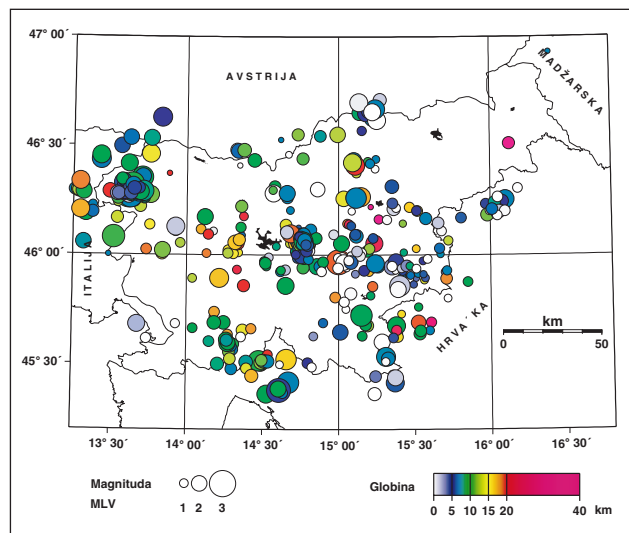 47° 00´
AVSTRIJA
MADŽARSKA
46° 30´
46° 00´
ITALIJA
HRVA´KA
km
0 50
45° 30´
13° 30´ 14° 00´ 14° 30´ 15° 00´ 15° 30´ 16° 00´ 16° 30´
Magnituda
MLV
1 2 3
Globina
0 5 10 15 20 40 km